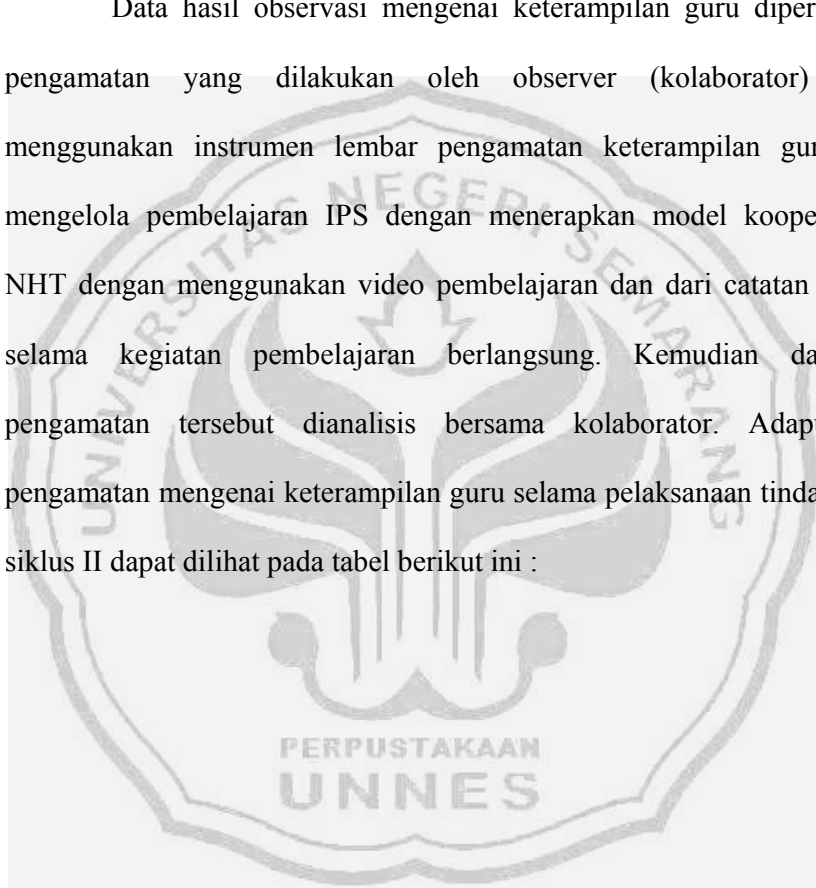 Data hasil observasi mengenai keterampilan guru diper
pengamatan yang dilakukan oleh observer (kolaborator)
menggunakan instrumen lembar pengamatan keterampilan gur
mengelola pembelajaran IPS dengan menerapkan model koope
NHT dengan menggunakan video pembelajaran dan dari catatan
selama kegiatan pembelajaran berlangsung. Kemudian da
pengamatan tersebut dianalisis bersama kolaborator. Adapu
pengamatan mengenai keterampilan guru selama pelaksanaan tinda
siklus II dapat dilihat pada tabel berikut ini :
UNIVERSITAS NEGERI SEMARANG
PERPUSTAKAAN
UNNES